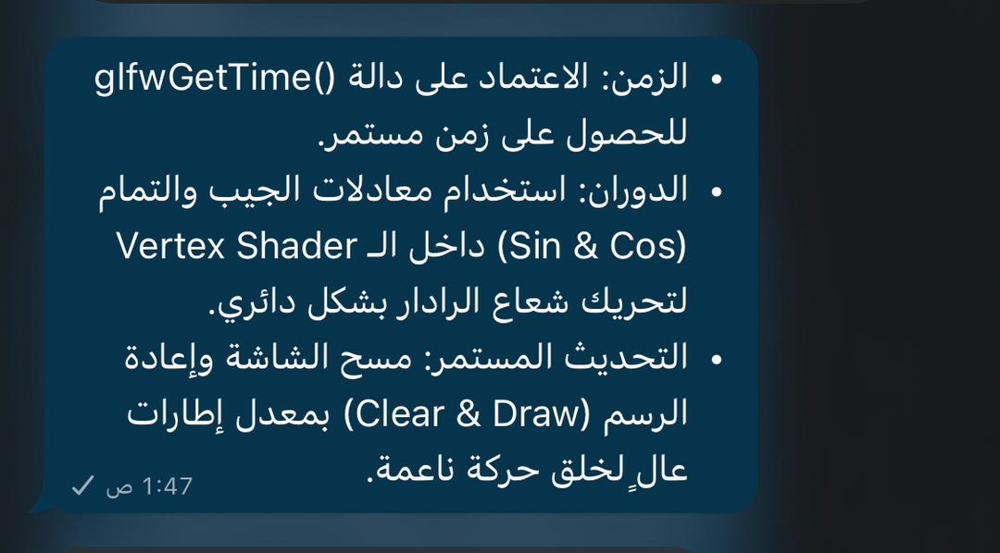 • الزمن: الاعتماد على دالة glfwGetTime()
للحصول على زمن مستمر.
• الدوران: استخدام معادلات الجيب والتمام
(Sin & Cos) داخل الـ Vertex Shader
لتحريك شعاع الرادار بشكل دائري.
• التحديث المستمر: مسح الشاشة وإعادة
الرسم (Clear & Draw) بمعدل إطارات
عالٍ لخلق حركة ناعمة.
1:47 ص